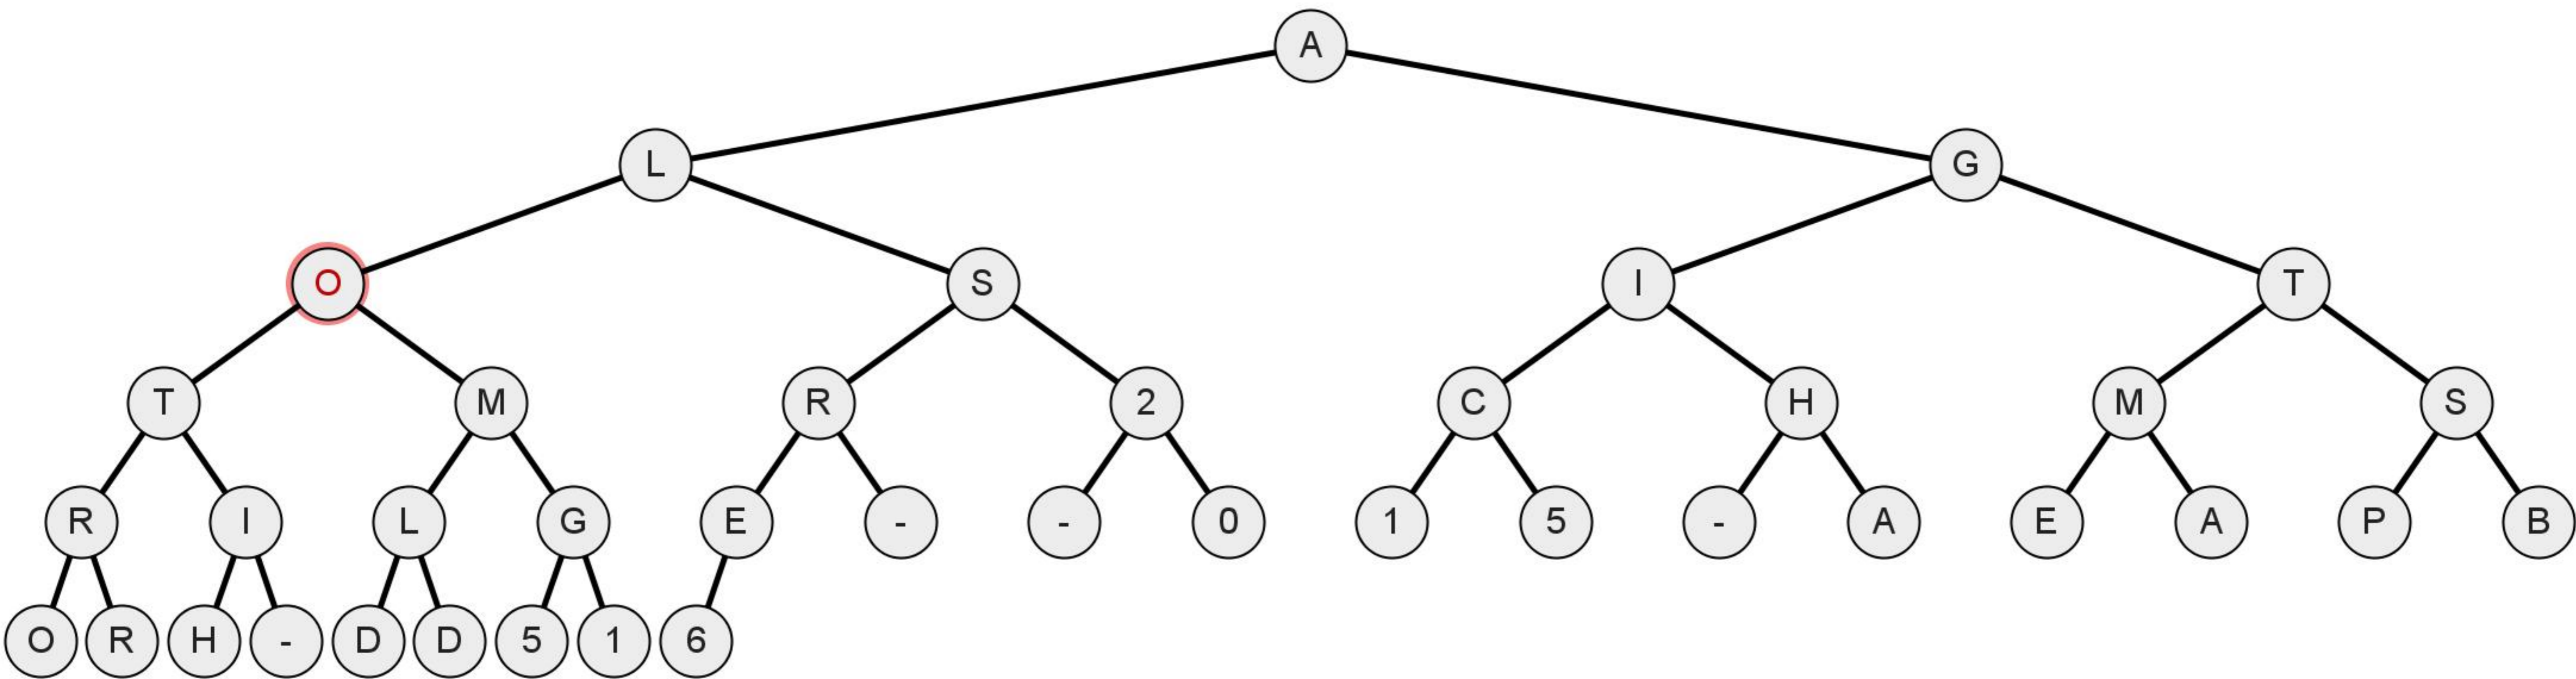 A
L G
O S I T
T M R 2 C H M S
R I L G E - - 0 1 5 - A E A P B
O R H - D D 5 1 6